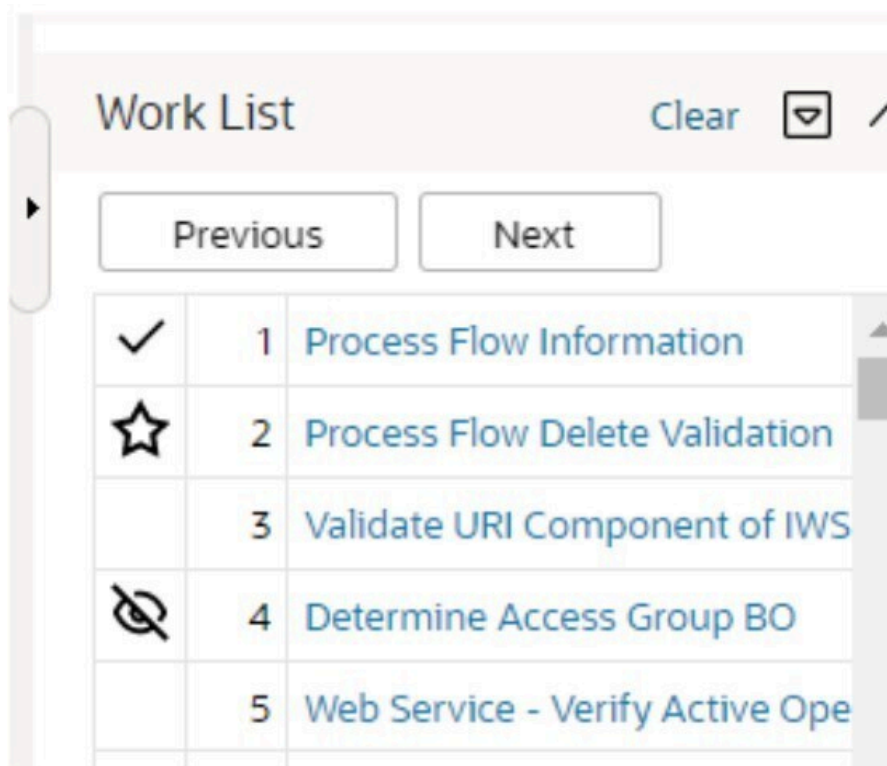 Work List Clear
Previous Next
1 Process Flow Information
2 Process Flow Delete Validation
3 Validate URI Component of IWS
4 Determine Access Group BO
5 Web Service - Verify Active Ope